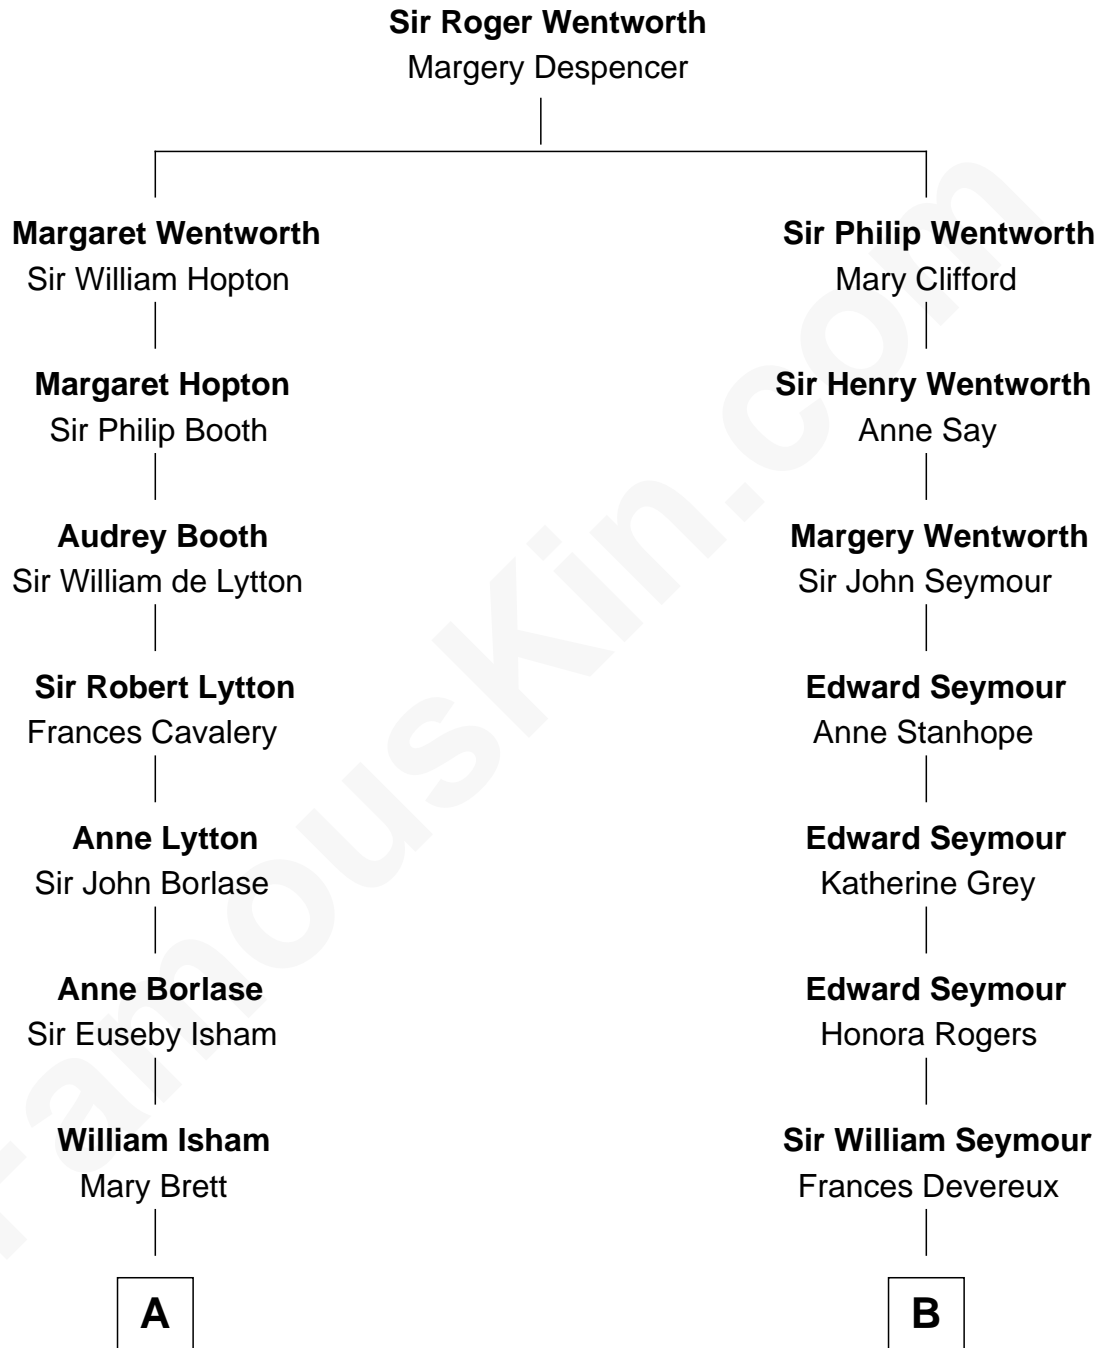 Sir Roger Wentworth
Margery Despencer
Margaret Wentworth
Sir William Hopton
Sir Philip Wentworth
Mary Clifford
Margaret Hopton
Sir Philip Booth
Sir Henry Wentworth
Anne Say
Audrey Booth
Sir William de Lytton
Margery Wentworth
Sir John Seymour
Sir Robert Lytton
Frances Cavalery
Edward Seymour
Anne Stanhope
Anne Lytton
Sir John Borlase
Edward Seymour
Katherine Grey
Anne Borlase
Sir Euseby Isham
Edward Seymour
Honora Rogers
William Isham
Mary Brett
Sir William Seymour
Frances Devereux
A
B
FamousKin.com